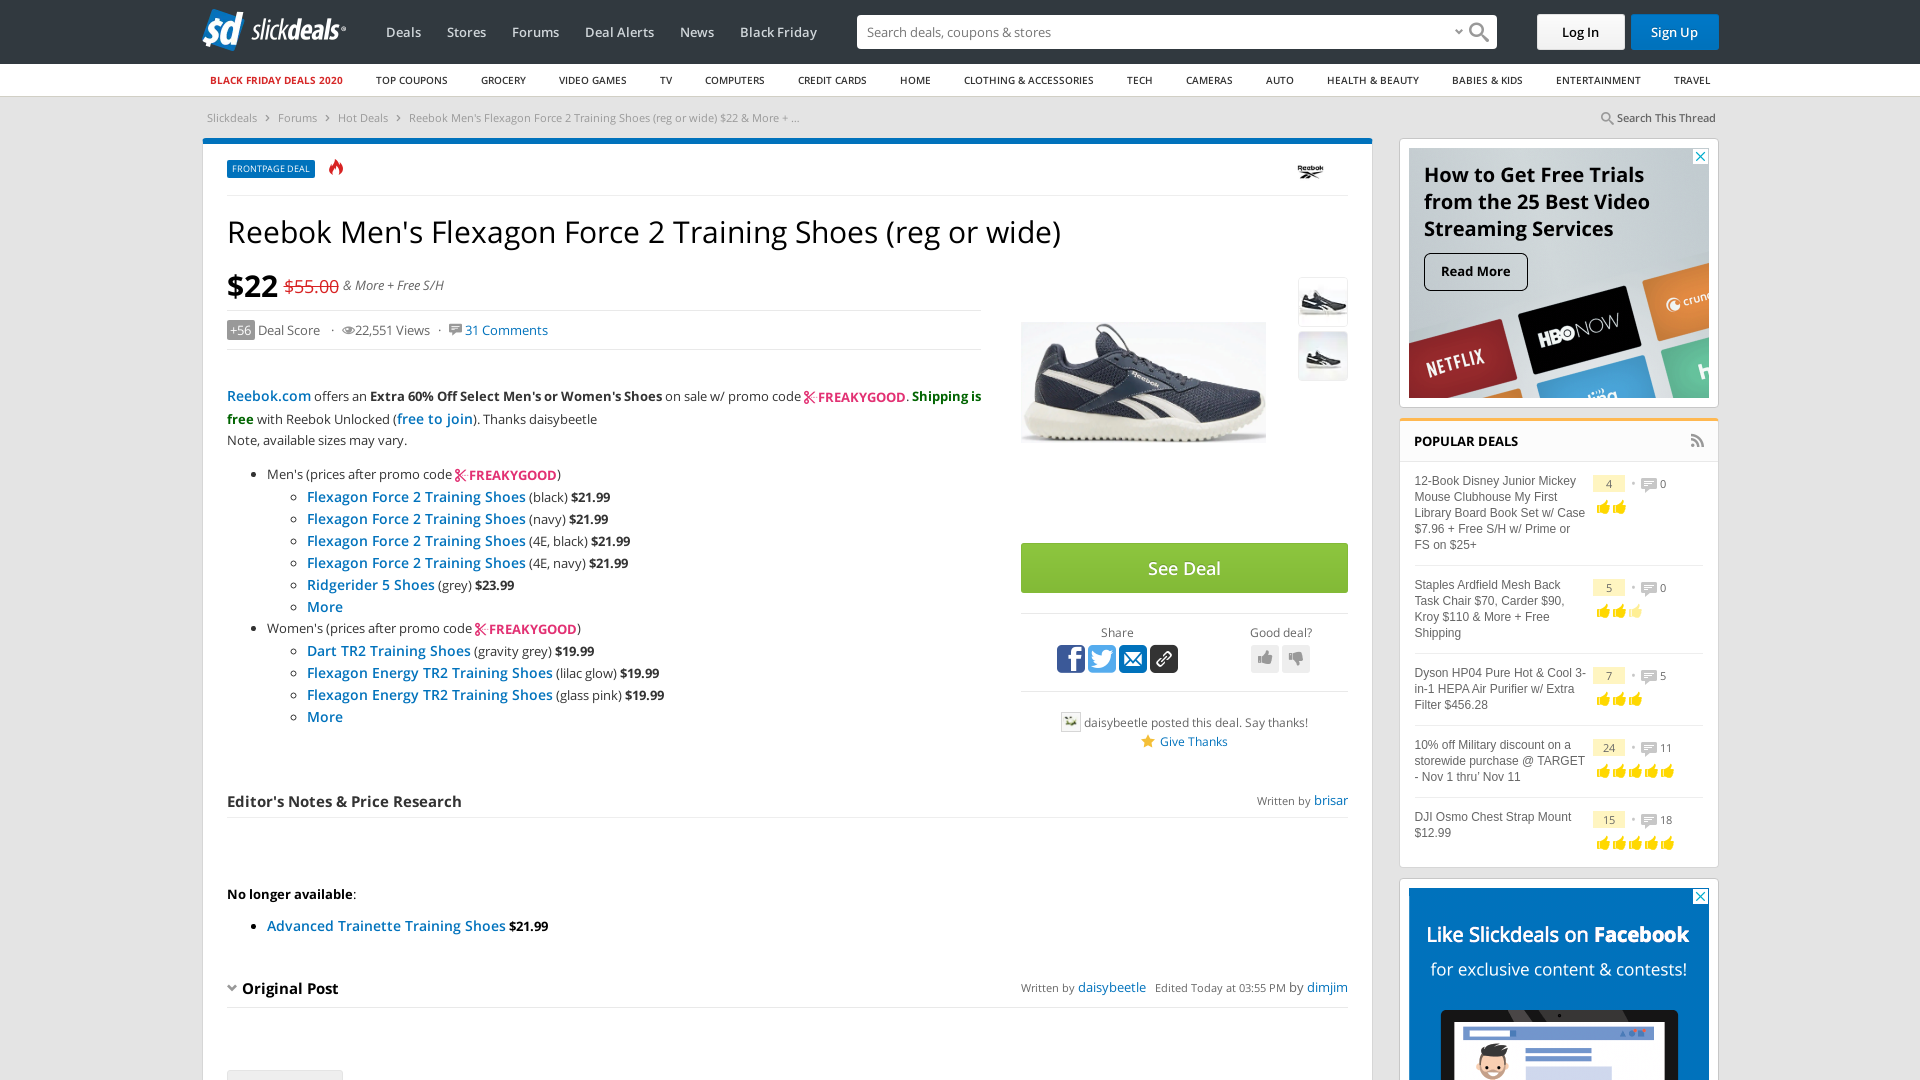 slickdeals
Deals
Stores
Forums
Deal Alerts
News
Black Friday
Search deals, coupons & stores
Log In
Sign Up
BLACK FRIDAY DEALS 2020
TOP COUPONS
GROCERY
VIDEO GAMES
TV
COMPUTERS
CREDIT CARDS
HOME
CLOTHING & ACCESSORIES
TECH
CAMERAS
AUTO
HEALTH & BEAUTY
BABIES & KIDS
ENTERTAINMENT
TRAVEL
Slickdeals > Forums > Hot Deals > Reebok Men's Flexagon Force 2 Training Shoes (reg or wide) $22 & More + ...
Search This Thread
FRONTPAGE DEAL
Reebok
Reebok Men's Flexagon Force 2 Training Shoes (reg or wide)
$22 $55.00 & More + Free S/H
+56 Deal Score · 22,551 Views · 31 Comments
Reebok.com offers an Extra 60% Off Select Men's or Women's Shoes on sale w/ promo code FREAKYGOOD. Shipping is
free with Reebok Unlocked (free to join). Thanks daisybeetle
Note, available sizes may vary.
• Men's (prices after promo code FREAKYGOOD)
Flexagon Force 2 Training Shoes (black) $21.99
Flexagon Force 2 Training Shoes (navy) $21.99
Flexagon Force 2 Training Shoes (4E, black) $21.99
Flexagon Force 2 Training Shoes (4E, navy) $21.99
Ridgerider 5 Shoes (grey) $23.99
More
• Women's (prices after promo code FREAKYGOOD)
Dart TR2 Training Shoes (gravity grey) $19.99
Flexagon Energy TR2 Training Shoes (lilac glow) $19.99
Flexagon Energy TR2 Training Shoes (glass pink) $19.99
More
See Deal
Share
Good deal?
daisybeetle posted this deal. Say thanks!
Give Thanks
Editor's Notes & Price Research
Written by brisar
No longer available:
• Advanced Trainette Training Shoes $21.99
Original Post
Written by daisybeetle Edited Today at 03:55 PM by dimjim
How to Get Free Trials
from the 25 Best Video
Streaming Services
Read More
NETFLIX
HBO NOW
crun
h
POPULAR DEALS
12-Book Disney Junior Mickey
Mouse Clubhouse My First
Library Board Book Set w/ Case
$7.96 + Free S/H w/ Prime or
FS on $25+
4 • 0
Staples Ardfield Mesh Back
Task Chair $70, Carder $90,
Kroy $110 & More + Free
Shipping
5 • 0
Dyson HP04 Pure Hot & Cool 3-
in-1 HEPA Air Purifier w/ Extra
Filter $456.28
7 • 5
10% off Military discount on a
storewide purchase @ TARGET
- Nov 1 thru' Nov 11
24 • 11
DJI Osmo Chest Strap Mount
$12.99
15 • 18
Like Slickdeals on Facebook
for exclusive content & contests!